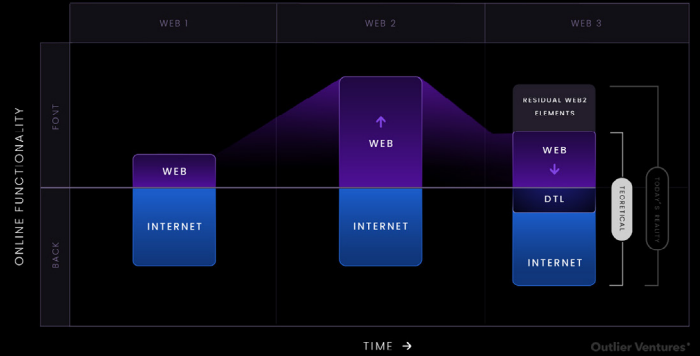 WEB 1
WEB 2
WEB 3
ONLINE FUNCTIONALITY
FONT
BACK
WEB
INTERNET
WEB
INTERNET
RESIDUAL WEB2
ELEMENTS
WEB
DTL
INTERNET
TEORETICAL
TODAY'S REALITY
TIME →
Outlier Ventures*